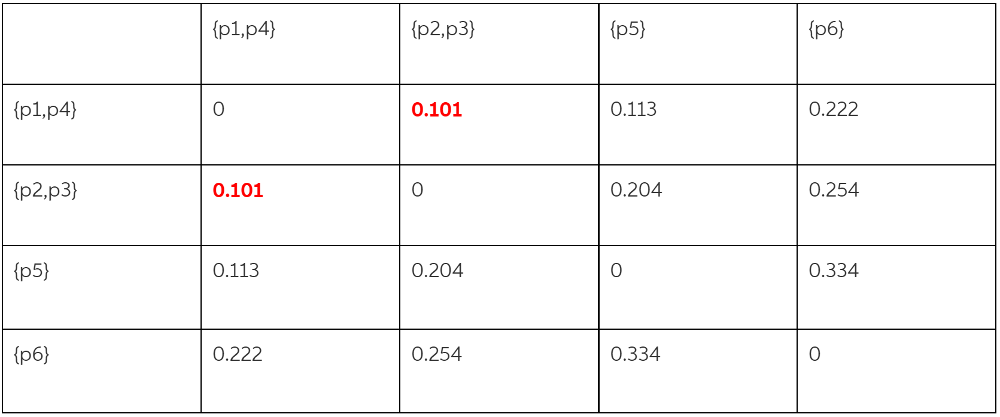 {p1,p4} {p2,p3} {p5} {p6}
{p1,p4} 0 0.101 0.113 0.222
{p2,p3} 0.101 0 0.204 0.254
{p5} 0.113 0.204 0 0.334
{p6} 0.222 0.254 0.334 0